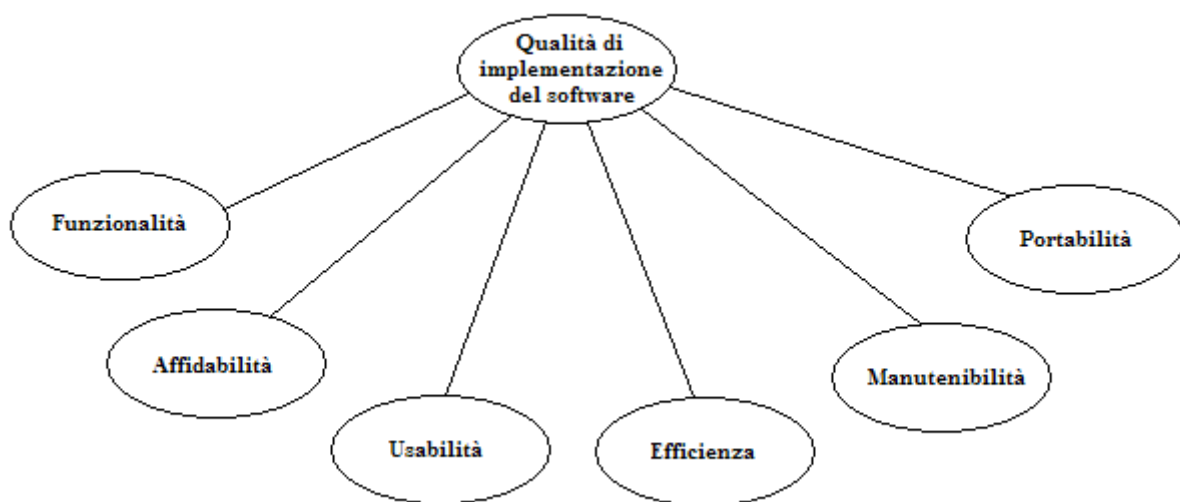 Qualità di
implementazione
del software
Funzionalità
Portabilità
Affidabilità
Manutenibilità
Usabilità
Efficienza